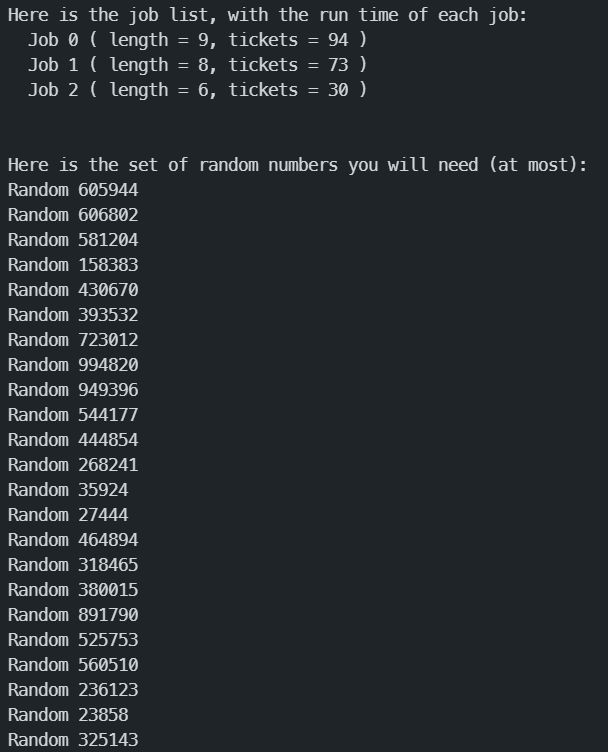 Here is the job list, with the run time of each job:
  Job 0 ( length = 9, tickets = 94 )
  Job 1 ( length = 8, tickets = 73 )
  Job 2 ( length = 6, tickets = 30 )
Here is the set of random numbers you will need (at most):
Random 605944
Random 606802
Random 581204
Random 158383
Random 430670
Random 393532
Random 723012
Random 994820
Random 949396
Random 544177
Random 444854
Random 268241
Random 35924
Random 27444
Random 464894
Random 318465
Random 380015
Random 891790
Random 525753
Random 560510
Random 236123
Random 23858
Random 325143